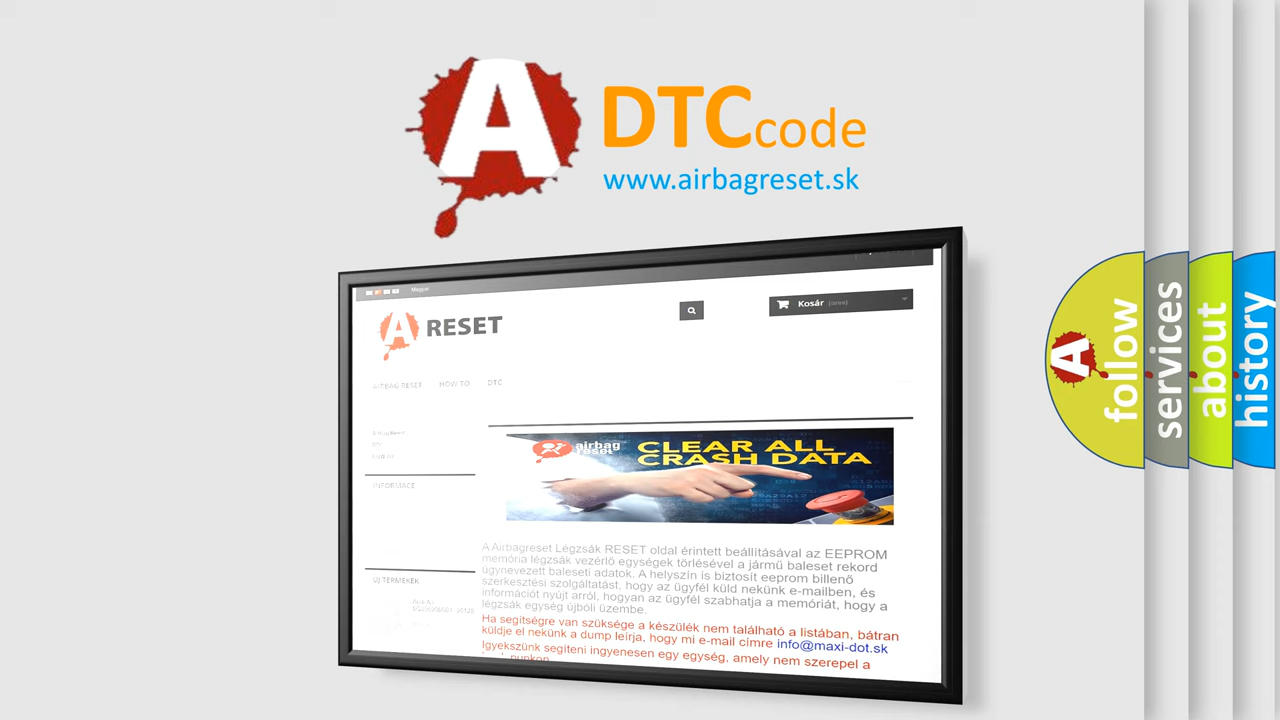 A DTC code
www.airbagreset.sk
Magyar
Kosár (üres)
A RESET
AIRBAG RESET HOW TO DTC
INFORMACE
airbag
reset
CLEAR ALL
CRASH DATA
A Airbagreset Légzsák RESET oldal érintett beállításával az EEPROM
memória légzsák vezérlő egységek törlésével a jármű baleset rekord
úgynevezett baleseti adatok. A helyszín is biztosít eeprom billenő
szerkesztési szolgáltatást, hogy az ügyfél küld nekünk e-mailben, és
információt nyújt arról, hogyan az ügyfél szabhatja a memóriát, hogy a
légzsák egység újbóli üzembe.
Ha segítségre van szüksége a készülék nem található a listában, bátran
küldje el nekünk a dump leírja, hogy mi e-mail címre info@maxi-dot.sk
Igyekszünk segíteni ingyenesen egy egység, amely nem szerepel a
ÚJ TERMÉKEK
A
follow
services
about
history